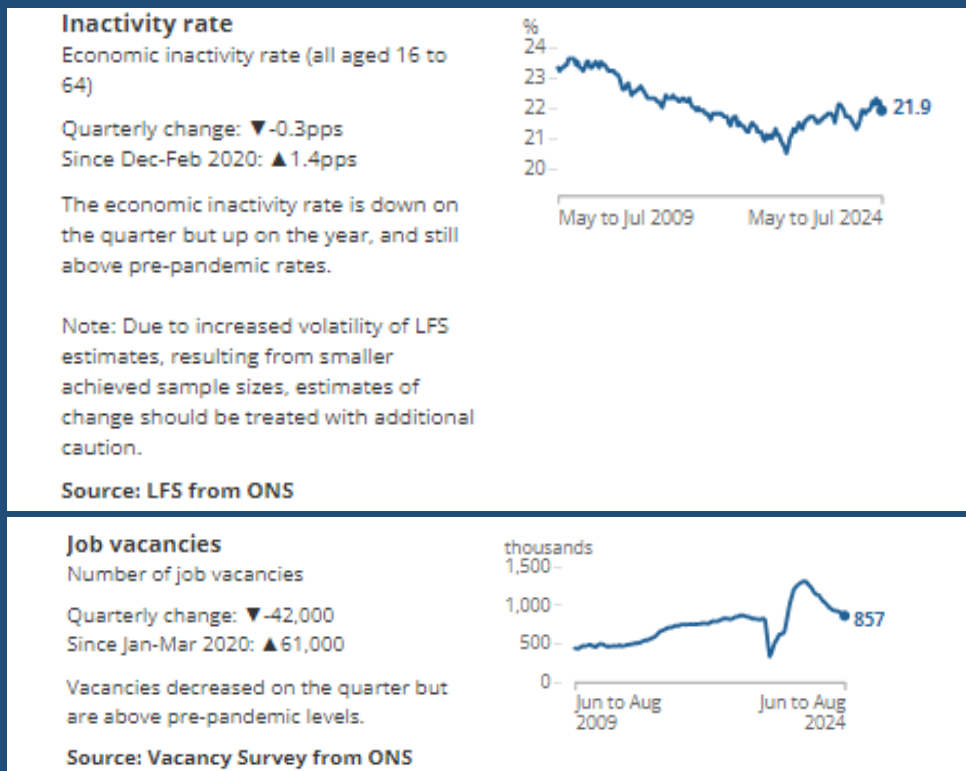 Inactivity rate
Economic inactivity rate (all aged 16 to
64)
Quarterly change: ▼-0.3pps
Since Dec-Feb 2020: ▲1.4pps
The economic inactivity rate is down on
the quarter but up on the year, and still
above pre-pandemic rates.
Note: Due to increased volatility of LFS
estimates, resulting from smaller
achieved sample sizes, estimates of
change should be treated with additional
caution.
Source: LFS from ONS
%
24
23
22
21
20
21.9
May to Jul 2009
May to Jul 2024
Job vacancies
Number of job vacancies
Quarterly change: ▼-42,000
Since Jan-Mar 2020: ▲61,000
Vacancies decreased on the quarter but
are above pre-pandemic levels.
Source: Vacancy Survey from ONS
thousands
1,500
1,000
500
0
857
Jun to Aug
2009
Jun to Aug
2024